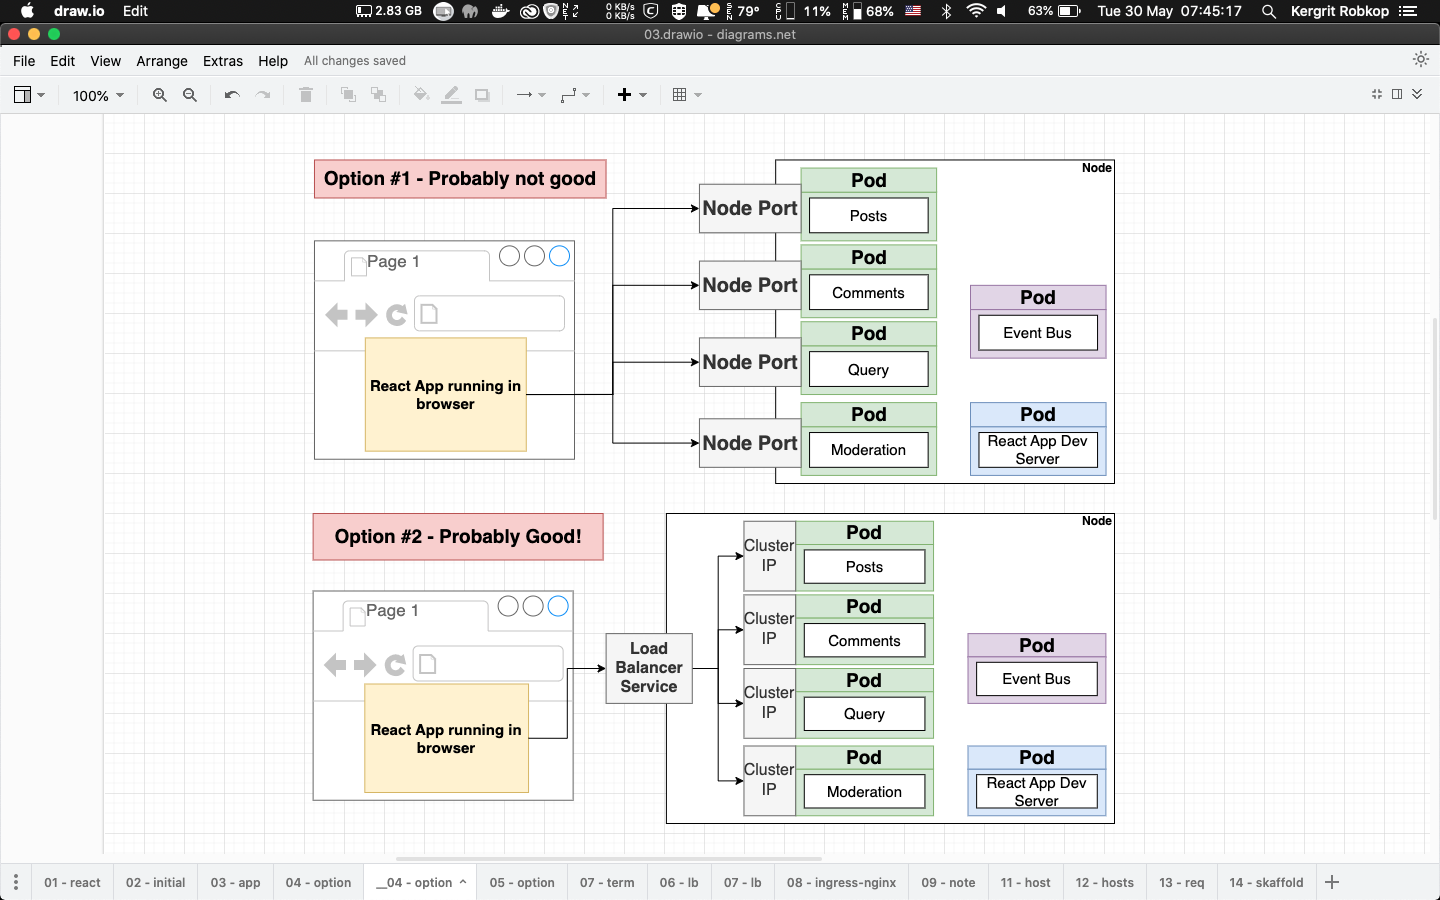 draw.io Edit 2.83 GB 0 KB/s 0 KB/s SEN 79° CPU 11% MEM 68% 63% Tue 30 May 07:45:17 Kergrit Robkop
03.drawio - diagrams.net
File Edit View Arrange Extras Help All changes saved
100%
Option #1 - Probably not good
Node
Pod
Node Port
Posts
Page 1
Pod
Node Port
Comments
Pod
Event Bus
Pod
Node Port
Query
React App running in
browser
Pod
Node Port
Moderation
Pod
React App Dev
Server
Option #2 - Probably Good!
Node
Pod
Cluster
IP
Posts
Page 1
Pod
Cluster
IP
Comments
Load
Balancer
Service
Pod
Event Bus
Pod
Cluster
IP
Query
React App running in
browser
Pod
Cluster
IP
Moderation
Pod
React App Dev
Server
01 - react 02 - initial 03 - app 04 - option __04 - option 05 - option 07 - term 06 - lb 07 - lb 08 - ingress-nginx 09 - note 11 - host 12 - hosts 13 - req 14 - skaffold